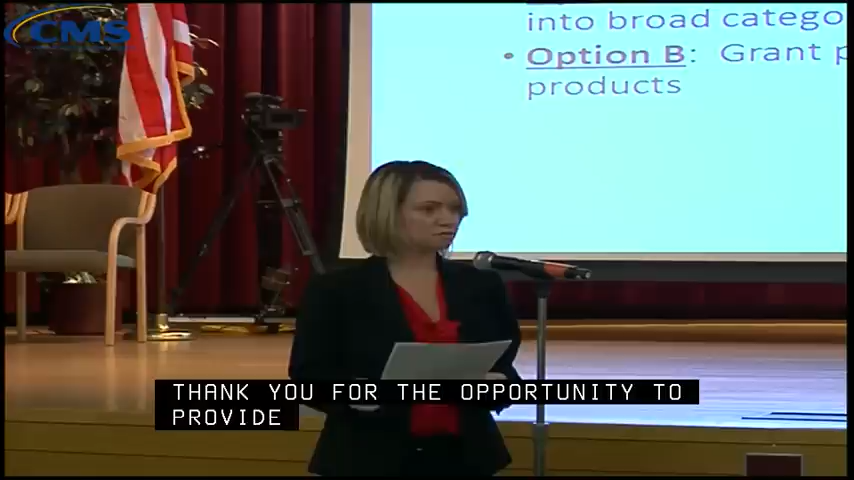 CMS
into broad catego
• Option B: Grant p
products
THANK YOU FOR THE OPPORTUNITY TO
PROVIDE